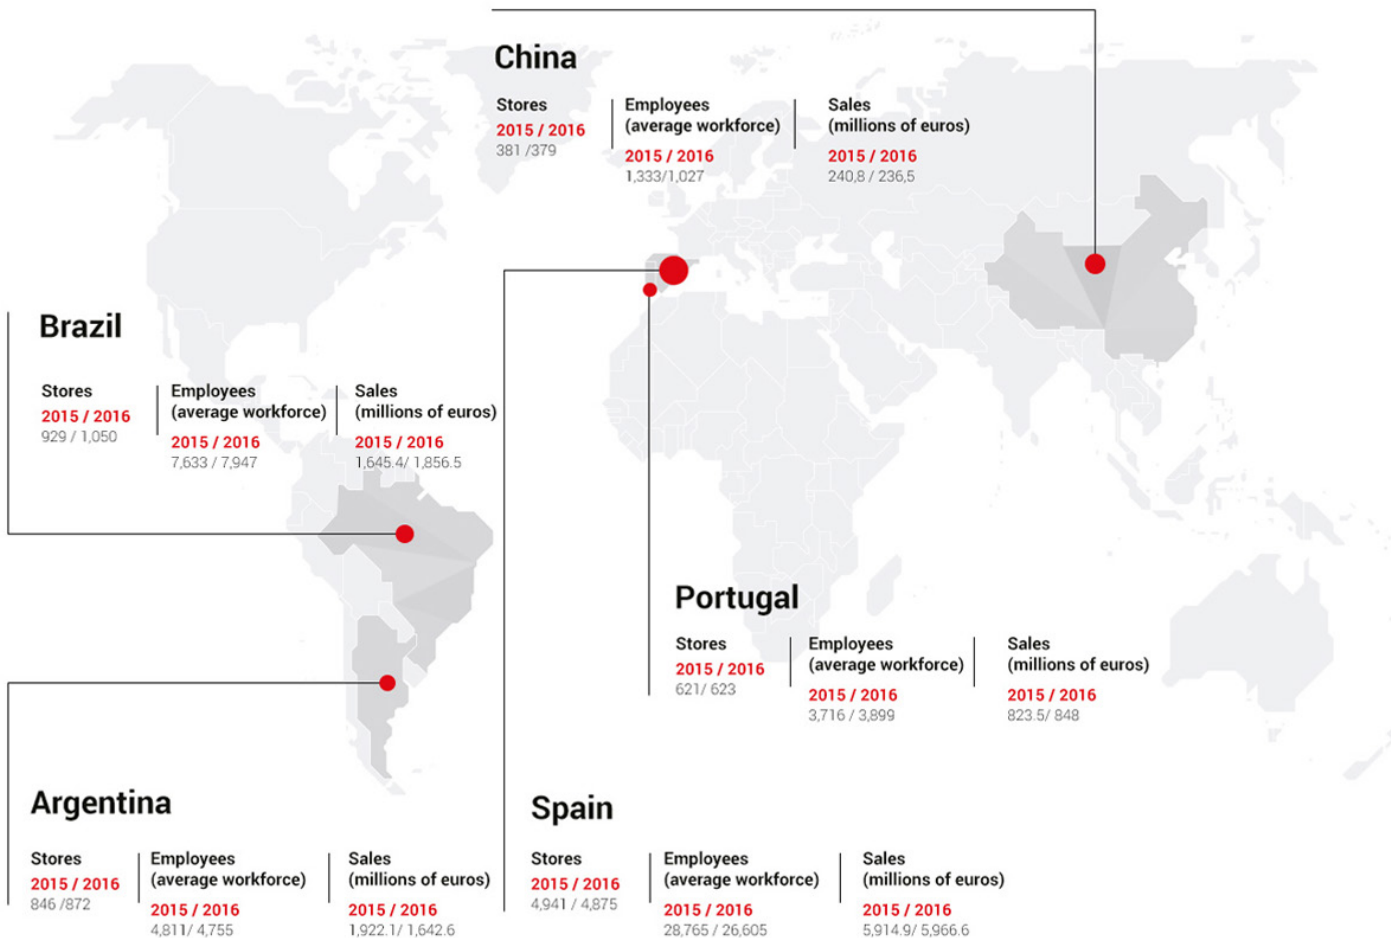 China
Stores
2015 / 2016
381 /379
Employees
(average workforce)
2015 / 2016
1,333/1,027
Sales
(millions of euros)
2015 / 2016
240,8 / 236,5
Brazil
Stores
2015 / 2016
929 / 1,050
Employees
(average workforce)
2015 / 2016
7,633 / 7,947
Sales
(millions of euros)
2015 / 2016
1,645.4/ 1,856.5
Portugal
Stores
2015 / 2016
621/ 623
Employees
(average workforce)
2015 / 2016
3,716 / 3,899
Sales
(millions of euros)
2015 / 2016
823.5/ 848
Argentina
Stores
2015 / 2016
846 /872
Employees
(average workforce)
2015 / 2016
4,811/ 4,755
Sales
(millions of euros)
2015 / 2016
1,922.1/ 1,642.6
Spain
Stores
2015 / 2016
4,941 / 4,875
Employees
(average workforce)
2015 / 2016
28,765 / 26,605
Sales
(millions of euros)
2015 / 2016
5,914.9/ 5,966.6